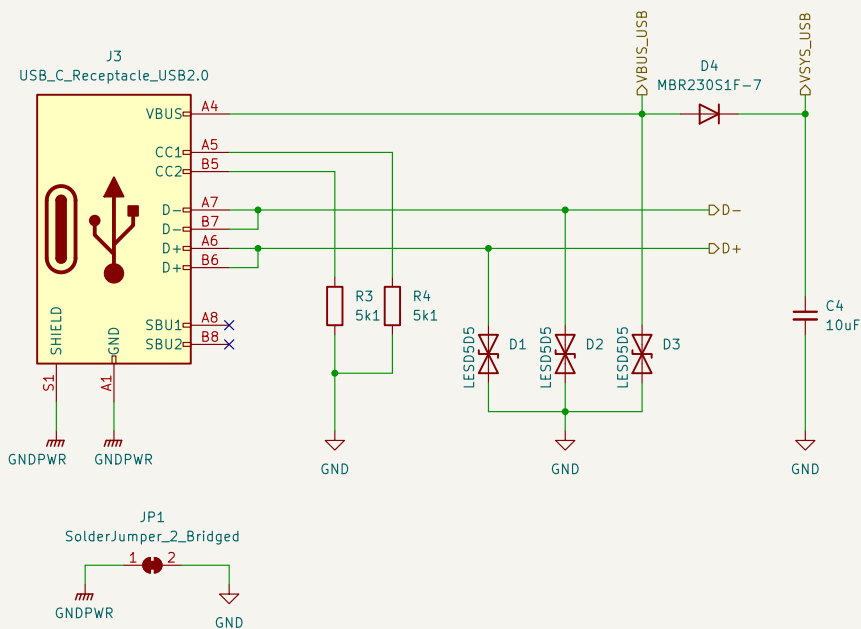 J3
USB_C_Receptacle_USB2.0
VBUS
A4
CC1
A5
CC2
B5
D-
A7
D-
B7
D+
A6
D+
B6
SBU1
A8
SBU2
B8
SHIELD
GND
S1
A1
GNDPWR
GNDPWR
R3
5k1
R4
5k1
GND
LESD5D5
D1
LESD5D5
D2
LESD5D5
D3
GND
VBUS_USB
D4
MBR230S1F-7
VSYS_USB
D-
D+
C4
10uF
GND
JP1
SolderJumper_2_Bridged
1
2
GNDPWR
GND